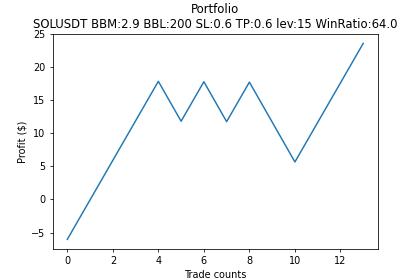 Portfolio
SOLUSDT BBM:2.9 BBL:200 SL:0.6 TP:0.6 lev:15 WinRatio:64.0
25
20
15
10
5
0
−5
Profit ($)
0 2 4 6 8 10 12
Trade counts